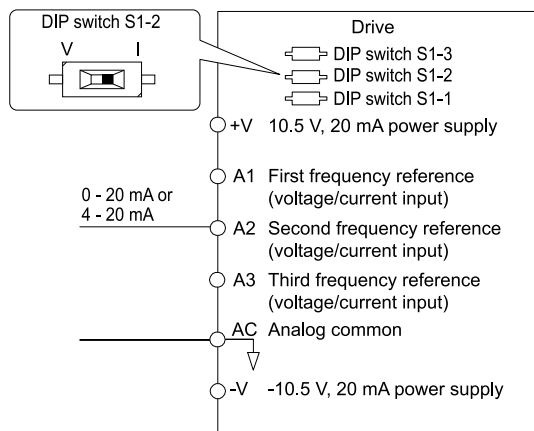 DIP switch S1-2
V I
Drive
DIP switch S1-3
DIP switch S1-2
DIP switch S1-1
+V 10.5 V, 20 mA power supply
A1 First frequency reference
(voltage/current input)
0 - 20 mA or
4 - 20 mA
A2 Second frequency reference
(voltage/current input)
A3 Third frequency reference
(voltage/current input)
AC Analog common
-V -10.5 V, 20 mA power supply